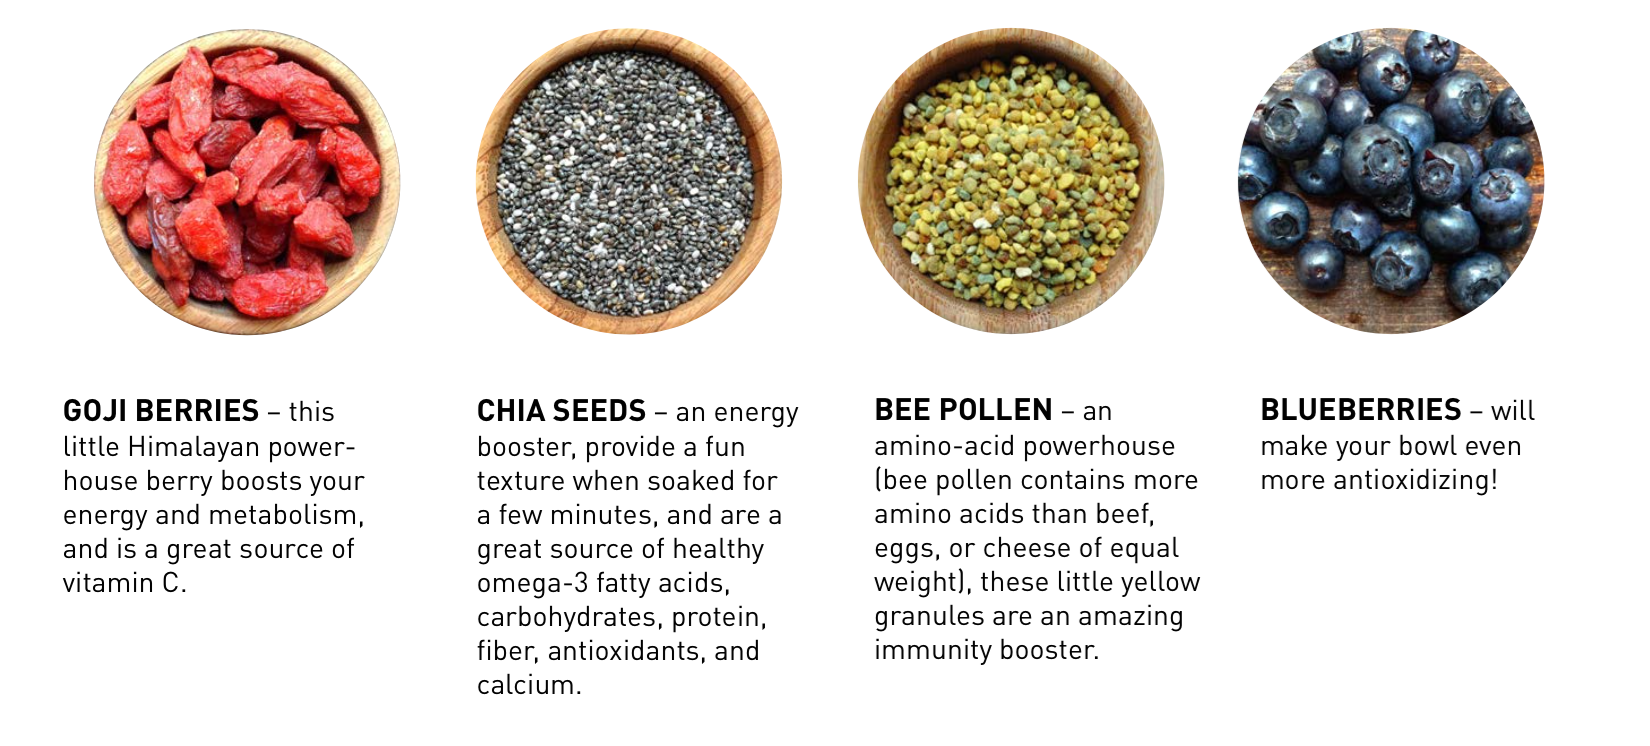 GOJI BERRIES – this
little Himalayan power-
house berry boosts your
energy and metabolism,
and is a great source of
vitamin C.
CHIA SEEDS – an energy
booster, provide a fun
texture when soaked for
a few minutes, and are a
great source of healthy
omega-3 fatty acids,
carbohydrates, protein,
fiber, antioxidants, and
calcium.
BEE POLLEN – an
amino-acid powerhouse
(bee pollen contains more
amino acids than beef,
eggs, or cheese of equal
weight), these little yellow
granules are an amazing
immunity booster.
BLUEBERRIES – will
make your bowl even
more antioxidizing!